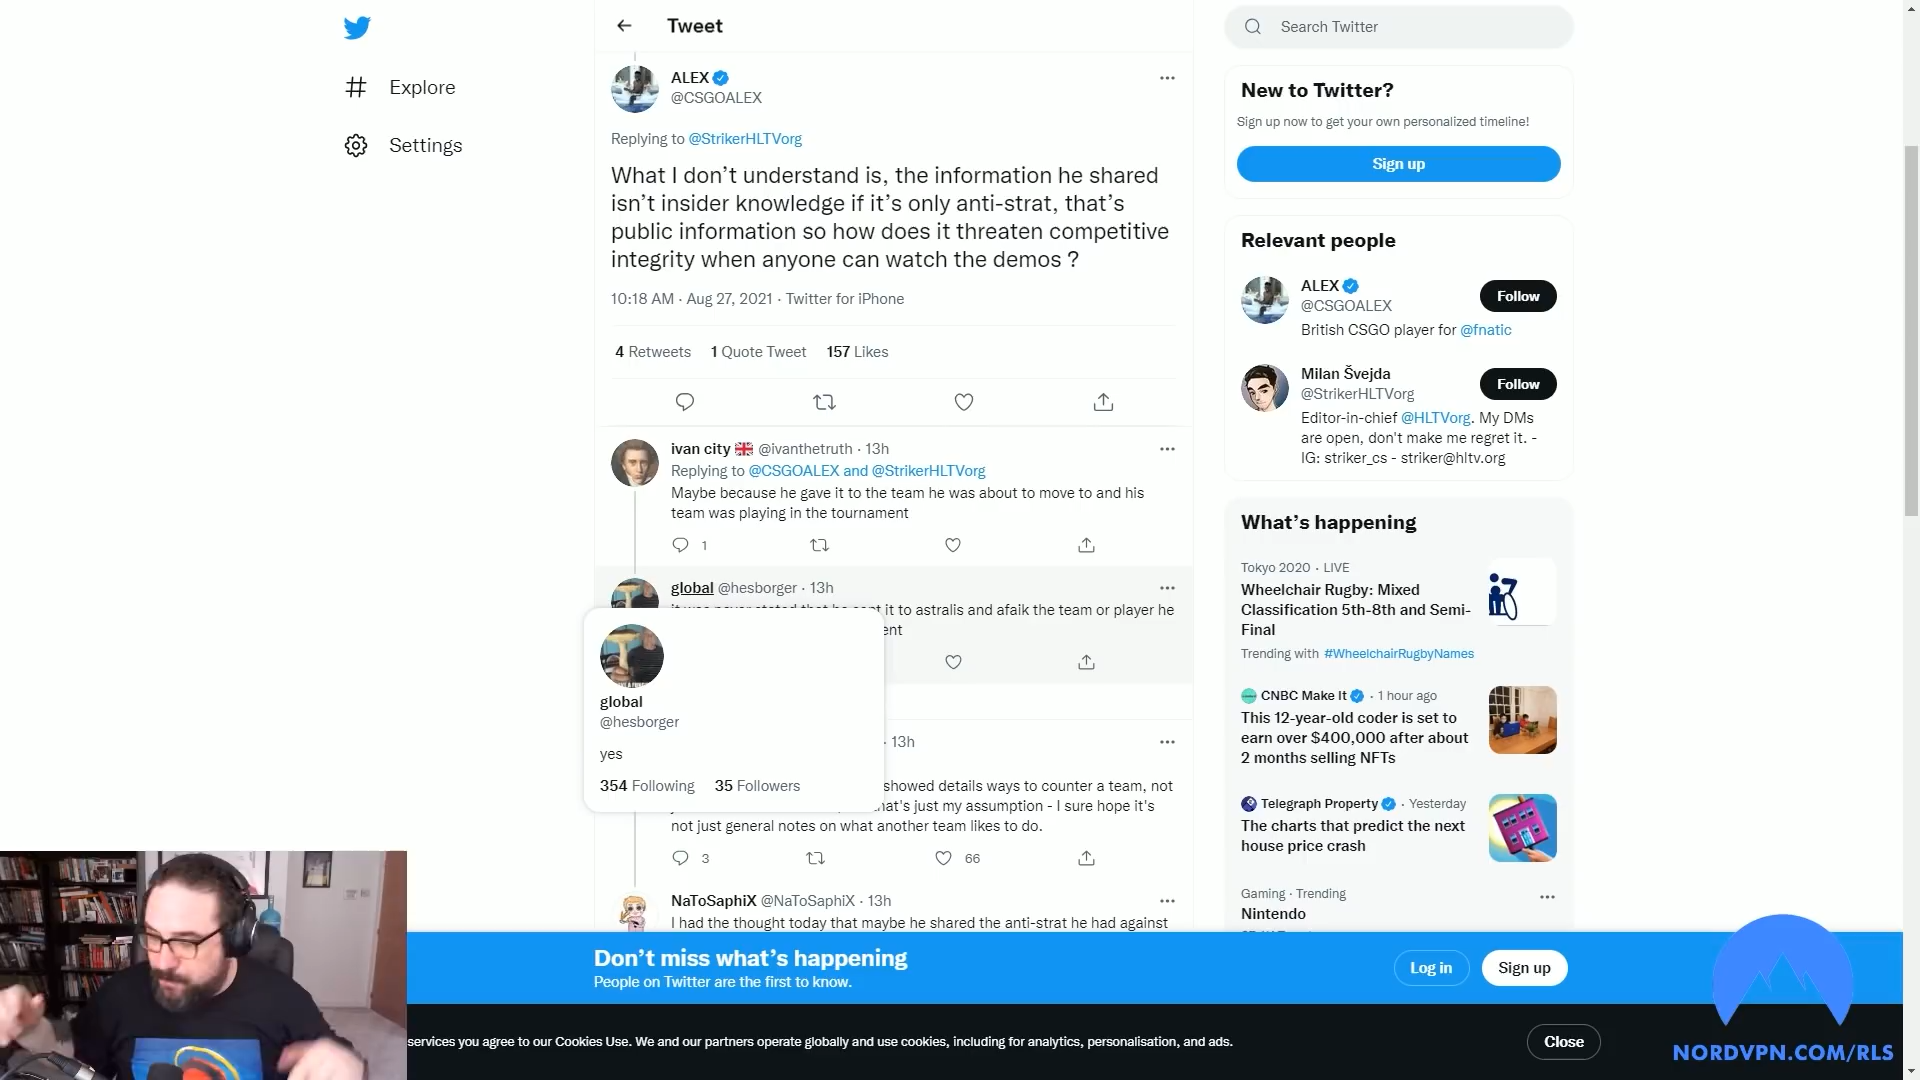 Tweet
Search Twitter
Explore
Settings
ALEX
@CSGOALEX
Replying to @StrikerHLTVorg
What I don’t understand is, the information he shared
isn’t insider knowledge if it’s only anti-strat, that’s
public information so how does it threaten competitive
integrity when anyone can watch the demos ?
10:18 AM · Aug 27, 2021 · Twitter for iPhone
4 Retweets 1 Quote Tweet 157 Likes
ivan city @ivanthetruth · 13h
Replying to @CSGOALEX and @StrikerHLTVorg
Maybe because he gave it to the team he was about to move to and his
team was playing in the tournament
1
global @hesborger · 13h
it to astralis and afaik the team or player he
global
@hesborger
yes
354 Following 35 Followers
· 13h
showed details ways to counter a team, not
that's just my assumption - I sure hope it's
not just general notes on what another team likes to do.
3 66
NaToSaphiX @NaToSaphiX · 13h
I had the thought today that maybe he shared the anti-strat he had against
New to Twitter?
Sign up now to get your own personalized timeline!
Sign up
Relevant people
ALEX
@CSGOALEX
Follow
British CSGO player for @fnatic
Milan Švejda
@StrikerHLTVorg
Follow
Editor-in-chief @HLTVorg. My DMs
are open, don't make me regret it. -
IG: striker_cs - striker@hltv.org
What’s happening
Tokyo 2020 · LIVE
Wheelchair Rugby: Mixed
Classification 5th-8th and Semi-
Final
Trending with #WheelchairRugbyNames
CNBC Make It · 1 hour ago
This 12-year-old coder is set to
earn over $400,000 after about
2 months selling NFTs
Telegraph Property · Yesterday
The charts that predict the next
house price crash
Gaming · Trending
Nintendo
Don’t miss what’s happening
People on Twitter are the first to know.
Log in
Sign up
services you agree to our Cookies Use. We and our partners operate globally and use cookies, including for analytics, personalisation, and ads.
Close
NORDVPN.COM/RLS